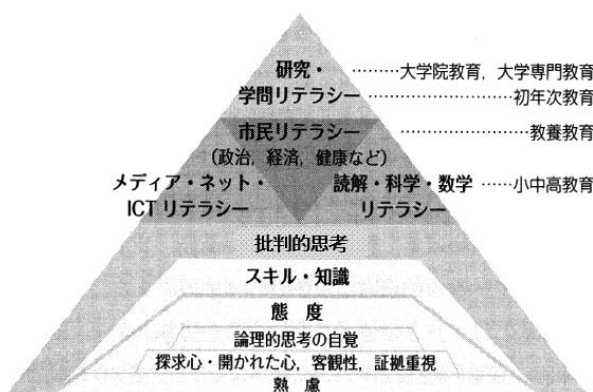 研究・ ………大学院教育，大学専門教育
学問リテラシー ……………………初年次教育
市民リテラシー …………………教養教育
（政治，経済，健康など）
メディア・ネット・ 読解・科学・数学 ……小中高教育
ICTリテラシー リテラシー
批判的思考
スキル・知識
態　度
論理的思考の自覚
探求心・開かれた心，客観性，証拠重視
熟　慮